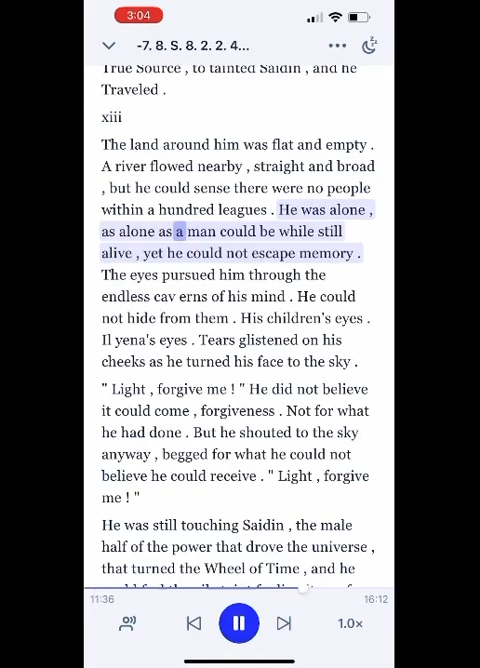 3:04
-7. 8. S. 8. 2. 2. 4...
True Source , to tainted Saidin , and he
Traveled .
xiii
The land around him was flat and empty .
A river flowed nearby , straight and broad
, but he could sense there were no people
within a hundred leagues . He was alone ,
as alone as a man could be while still
alive , yet he could not escape memory .
The eyes pursued him through the
endless cav erns of his mind . He could
not hide from them . His children's eyes .
Il yena's eyes . Tears glistened on his
cheeks as he turned his face to the sky .
" Light , forgive me ! " He did not believe
it could come , forgiveness . Not for what
he had done . But he shouted to the sky
anyway , begged for what he could not
believe he could receive . " Light , forgive
me ! "
He was still touching Saidin , the male
half of the power that drove the universe ,
that turned the Wheel of Time , and he
11:36
16:12
1.0×